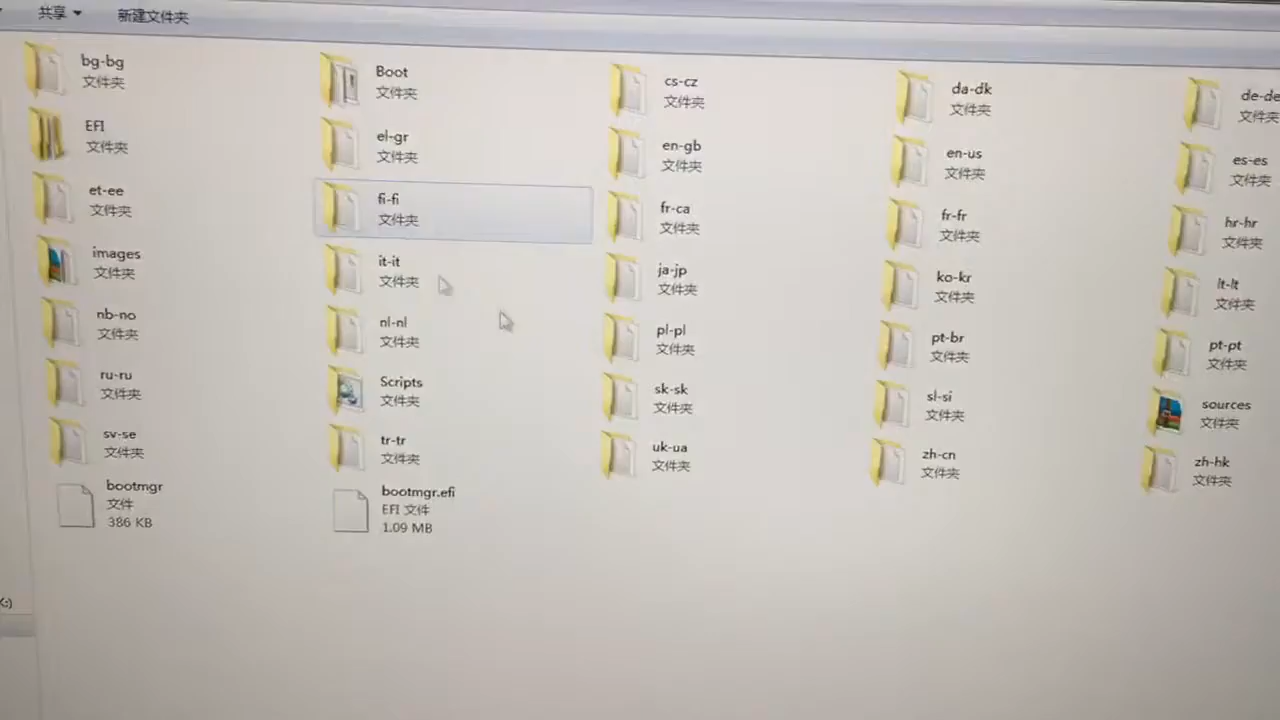 共享
新建文件夹
bg-bg
文件夹
Boot
文件夹
cs-cz
文件夹
da-dk
文件夹
de-de
文件夹
EFI
文件夹
el-gr
文件夹
en-gb
文件夹
en-us
文件夹
es-es
文件夹
et-ee
文件夹
fi-fi
文件夹
fr-ca
文件夹
fr-fr
文件夹
hr-hr
文件夹
images
文件夹
it-it
文件夹
ja-jp
文件夹
ko-kr
文件夹
lt-lt
文件夹
nb-no
文件夹
nl-nl
文件夹
pl-pl
文件夹
pt-br
文件夹
pt-pt
文件夹
ru-ru
文件夹
Scripts
文件夹
sk-sk
文件夹
sl-si
文件夹
sources
文件夹
sv-se
文件夹
tr-tr
文件夹
uk-ua
文件夹
zh-cn
文件夹
zh-hk
文件夹
bootmgr
文件
386 KB
bootmgr.efi
EFI 文件
1.09 MB